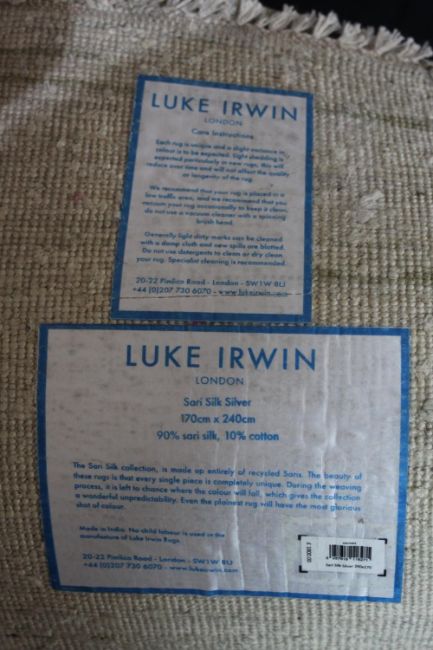 LUKE IRWIN
LONDON
Care Instructions
Each rug is unique and a slight variance in
colour is to be expected. Light shedding is
expected particularly in new rugs, this will
reduce over time and will not affect the quality
or longevity of the rug.
We recommend that your rug is placed in a
low traffic area, and we recommend that you
vacuum your rug occasionally to keep it clean,
do not use a vacuum cleaner with a spinning
brush head.
Generally light dirty marks can be cleaned
with a damp cloth and new spills are blotted.
Do not use detergents to clean or dry clean
your rug. Specialist cleaning is recommended.
20-22 Pimlico Road - London - SW1W 8LJ
+44 (0)207 730 6070 - www.lukeirwin.com
LUKE IRWIN
LONDON
Sari Silk Silver
170cm x 240cm
90% sari silk, 10% cotton
The Sari Silk collection, is made up entirely of recycled Saris. The beauty of
these rugs is that every single piece is completely unique. During the weaving
process, it is left to chance where the colour will fall, which gives the collection
a wonderful unpredictability. Even the plainest rug will have the most glorious
shot of colour.
Made in India. No child labour is used in the
manufacture of Luke Irwin Rugs.
20-22 Pimlico Road - London - SW1W 8LJ
+44 (0)207 730 6070 - www.lukeirwin.com
Sari Silk Silver